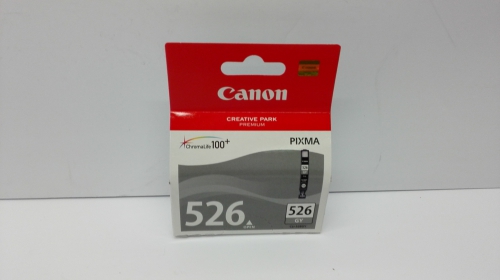 Canon
CREATIVE PARK
PREMIUM
ChromaLife100+
PIXMA
526
526
GY